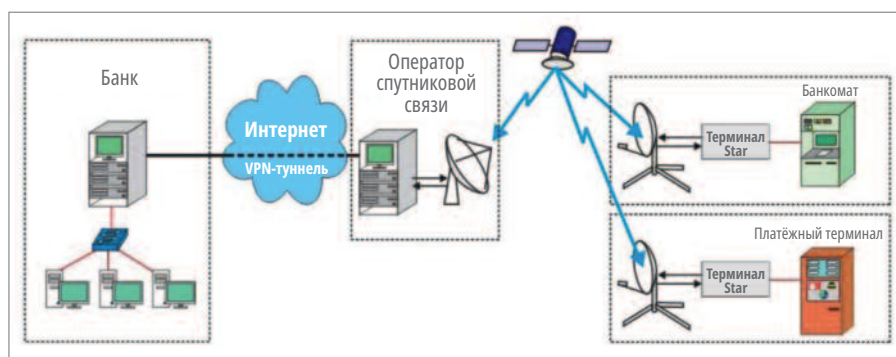 Банк
Интернет
VPN-туннель
Оператор
спутниковой
связи
Банкомат
Терминал
Star
Платёжный терминал
Терминал
Star